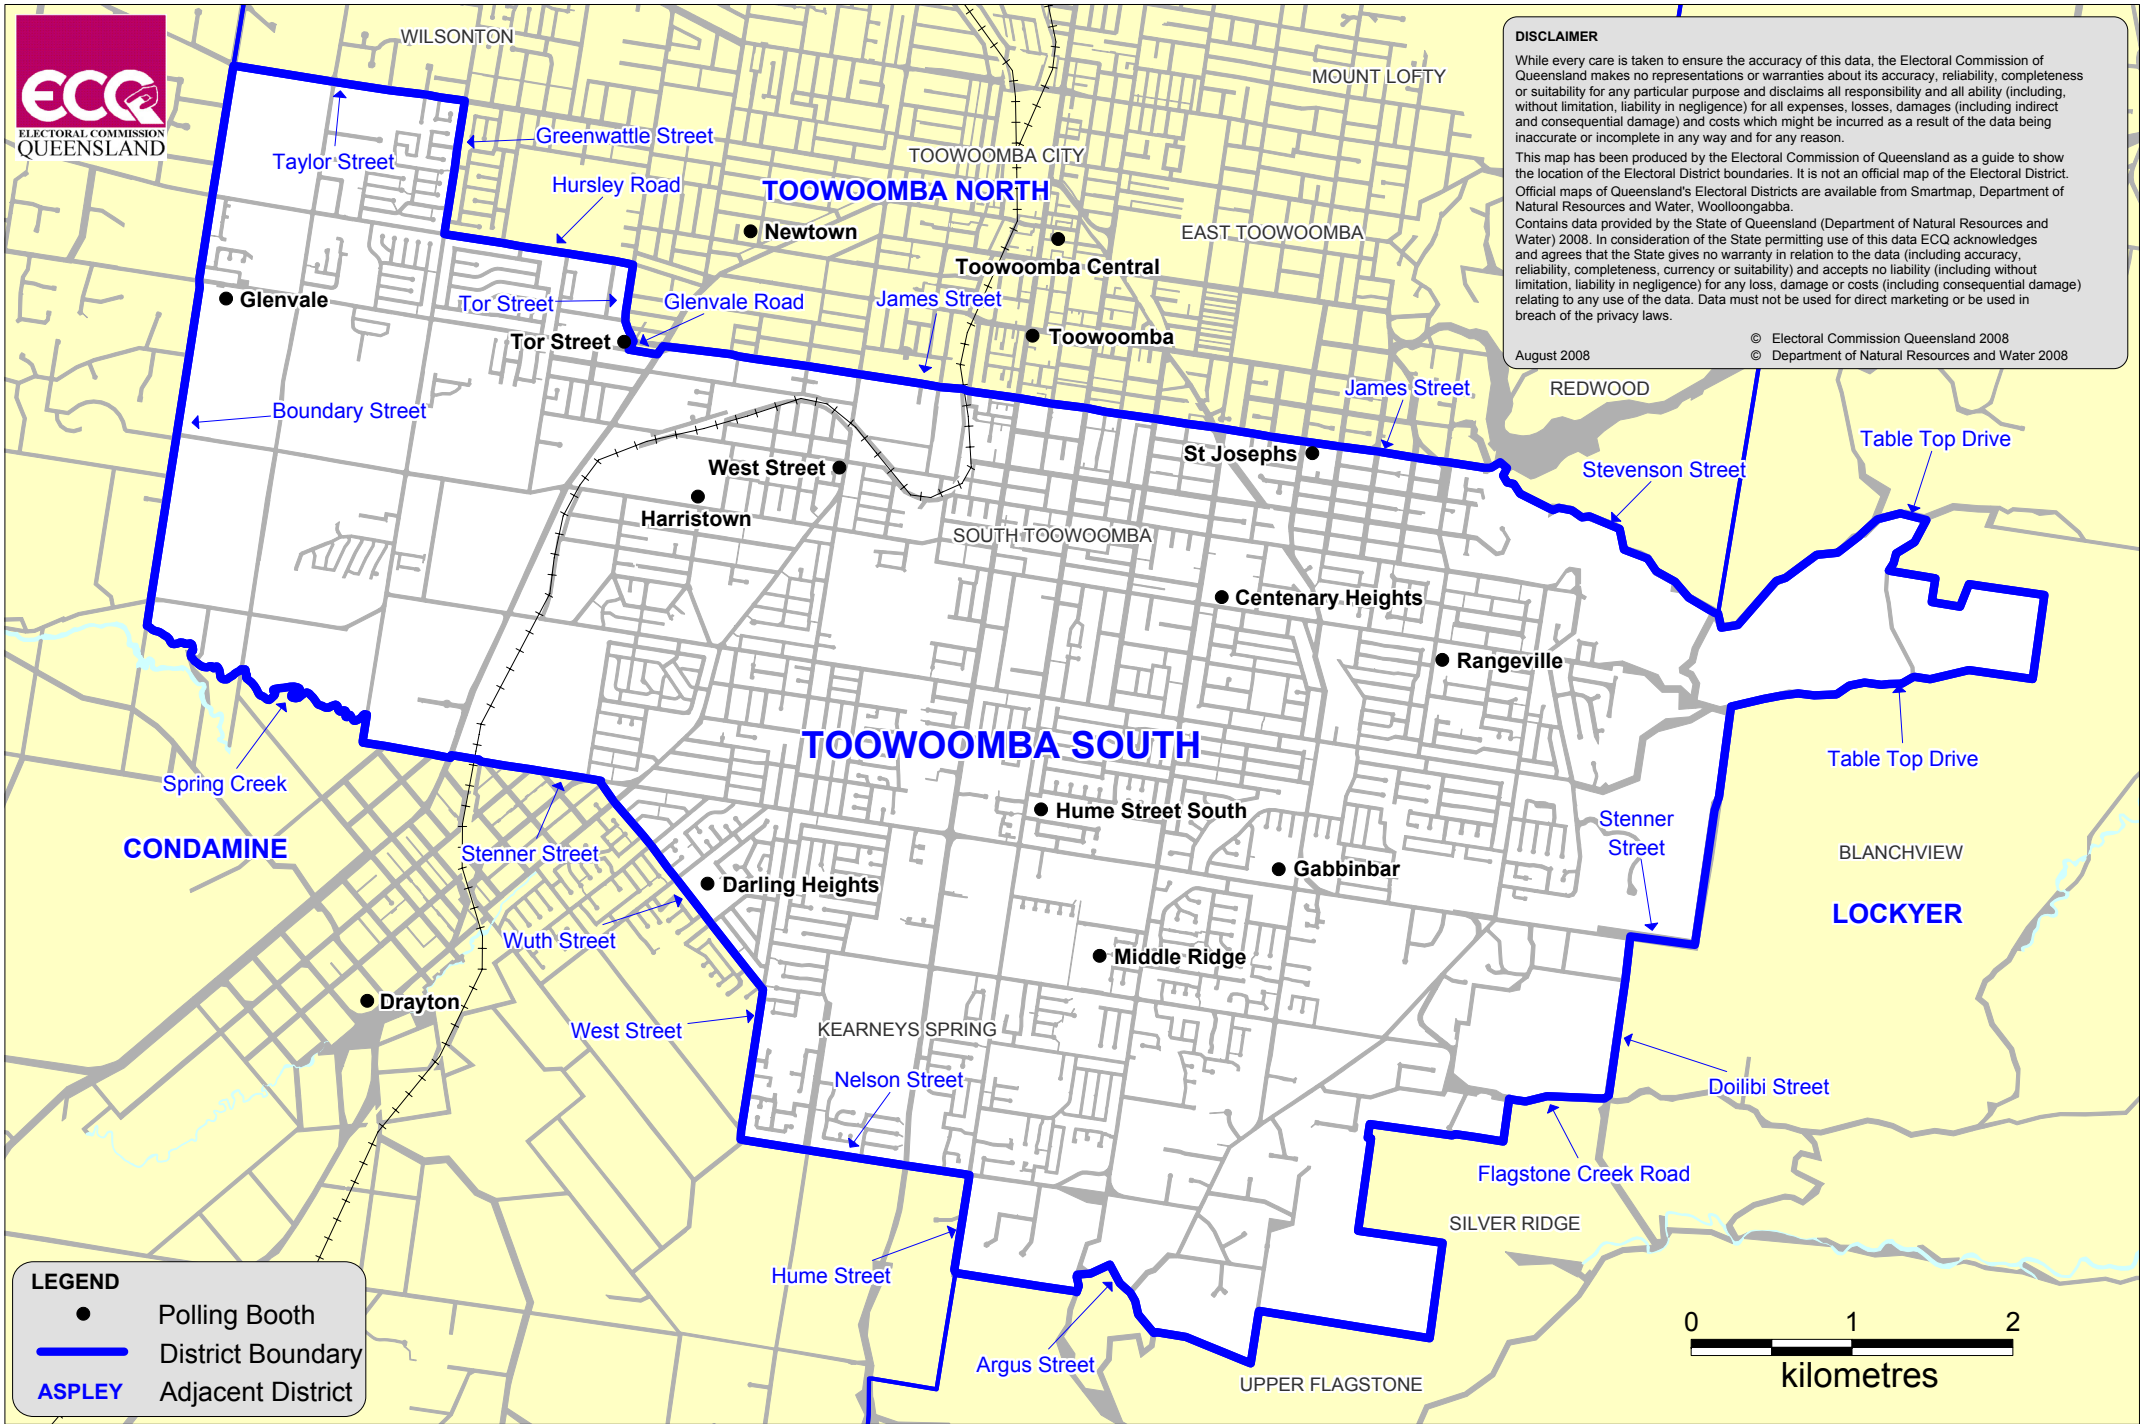 ECQ
ELECTORAL COMMISSION
QUEENSLAND
DISCLAIMER
While every care is taken to ensure the accuracy of this data, the Electoral Commission of
Queensland makes no representations or warranties about its accuracy, reliability, completeness
or suitability for any particular purpose and disclaims all responsibility and all ability (including,
without limitation, liability in negligence) for all expenses, losses, damages (including indirect
and consequential damage) and costs which might be incurred as a result of the data being
inaccurate or incomplete in any way and for any reason.
This map has been produced by the Electoral Commission of Queensland as a guide to show
the location of the Electoral District boundaries. It is not an official map of the Electoral District.
Official maps of Queensland's Electoral Districts are available from Smartmap, Department of
Natural Resources and Water, Woolloongabba.
Contains data provided by the State of Queensland (Department of Natural Resources and
Water) 2008. In consideration of the State permitting use of this data ECQ acknowledges
and agrees that the State gives no warranty in relation to the data (including accuracy,
reliability, completeness, currency or suitability) and accepts no liability (including without
limitation, liability in negligence) for any loss, damage or costs (including consequential damage)
relating to any use of the data. Data must not be used for direct marketing or be used in
breach of the privacy laws.
© Electoral Commission Queensland 2008
August 2008
© Department of Natural Resources and Water 2008
WILSONTON
MOUNT LOFTY
Greenwattle Street
Taylor Street
TOOWOOMBA CITY
Hursley Road
TOOWOOMBA NORTH
Newtown
EAST TOOWOOMBA
Toowoomba Central
Glenvale
Tor Street
Glenvale Road
James Street
Tor Street
Toowoomba
James Street
REDWOOD
Boundary Street
Table Top Drive
St Josephs
West Street
Stevenson Street
Harristown
SOUTH TOOWOOMBA
Centenary Heights
Rangeville
TOOWOOMBA SOUTH
Table Top Drive
Spring Creek
Hume Street South
Stenner
Street
CONDAMINE
Stenner Street
BLANCHVIEW
Gabbinbar
Darling Heights
LOCKYER
Wuth Street
Middle Ridge
Drayton
West Street
KEARNEYS SPRING
Nelson Street
Doilibi Street
Flagstone Creek Road
SILVER RIDGE
Hume Street
Argus Street
UPPER FLAGSTONE
LEGEND
Polling Booth
District Boundary
ASPLEY Adjacent District
0 1 2
kilometres